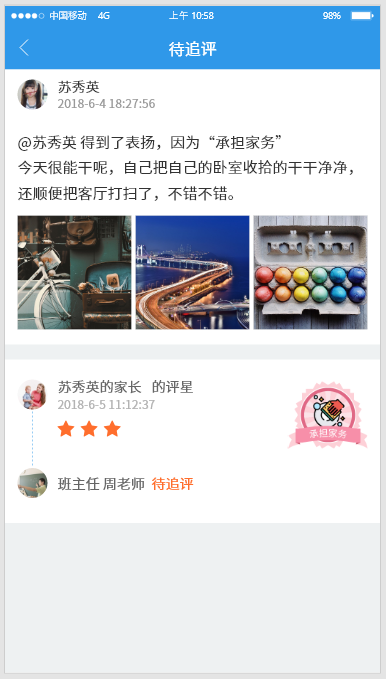 中国移动 4G 上午 10:58 98%
待追评
苏秀英
2018-6-4 18:27:56
@苏秀英 得到了表扬，因为“承担家务”
今天很能干呢，自己把自己的卧室收拾的干干净净，
还顺便把客厅打扫了，不错不错。
苏秀英的家长 的评星
2018-6-5 11:12:37
承担家务
班主任 周老师 待追评